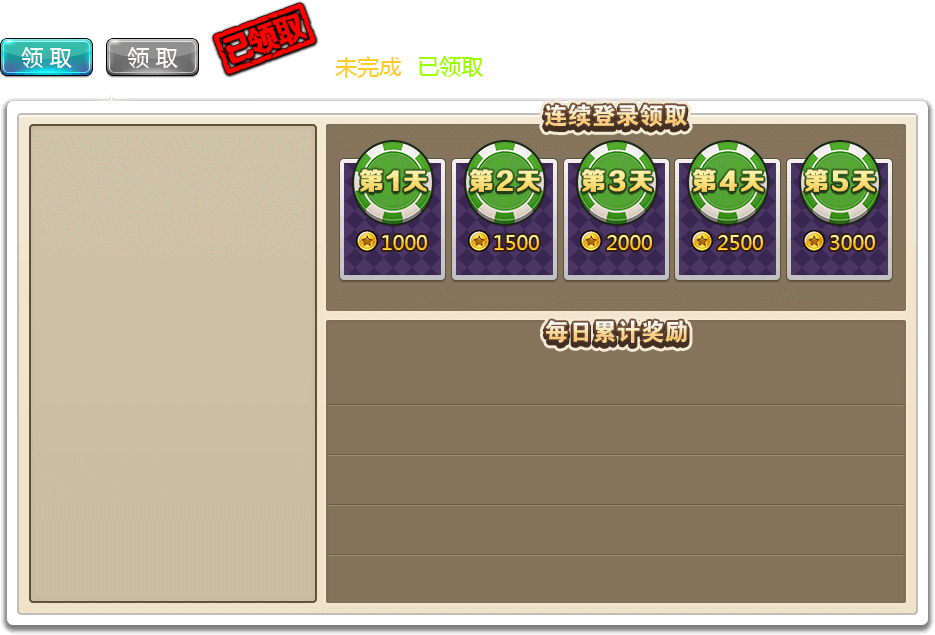 领取 领取 已领取 未完成 已领取
连续登录领取
第1天 第2天 第3天 第4天 第5天
1000 1500 2000 2500 3000
每日累计奖励